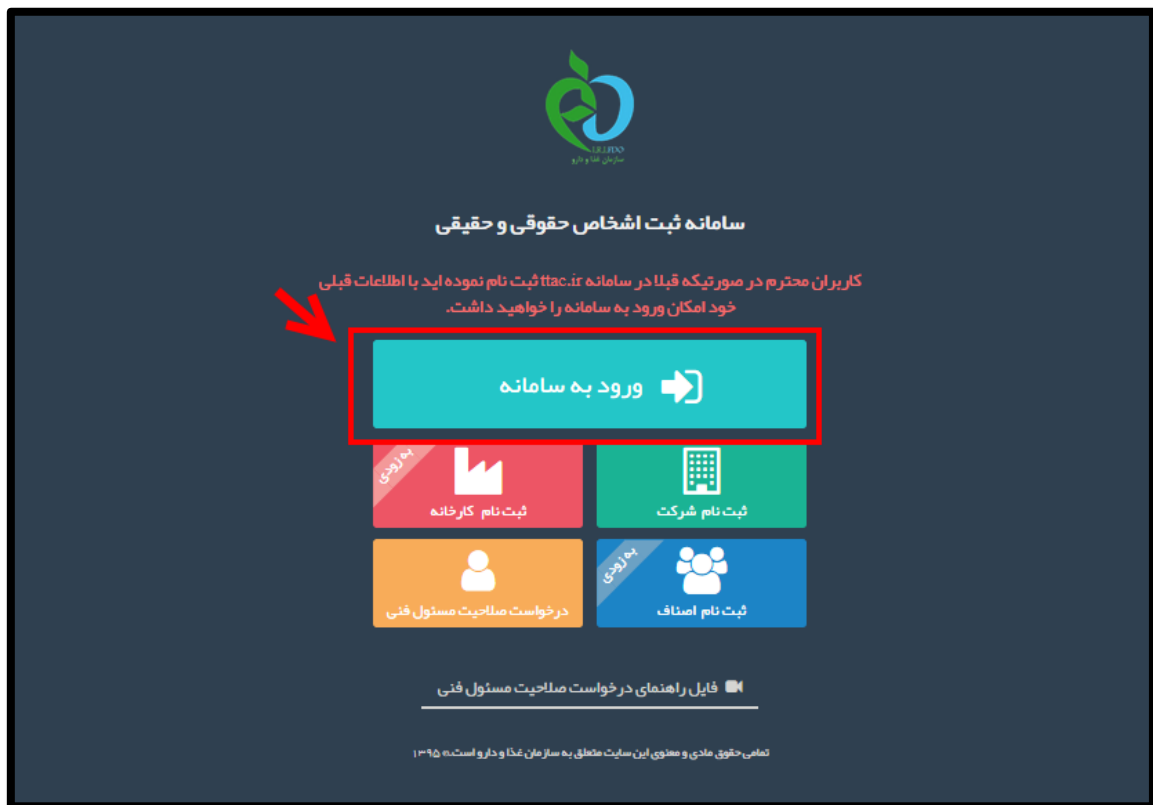 I.R.I.FDO
سازمان غذا و دارو
سامانه ثبت اشخاص حقوقی و حقیقی
کاربران محترم در صورتیکه قبلا در سامانه ttac.ir ثبت نام نموده اید با اطلاعات قبلی
خود امکان ورود به سامانه را خواهید داشت.
ورود به سامانه
ثبت نام شرکت
به زودی
ثبت نام کارخانه
به زودی
ثبت نام اصناف
درخواست صلاحیت مسئول فنی
فایل راهنمای درخواست صلاحیت مسئول فنی
تمامی حقوق مادی و معنوی این سایت متعلق به سازمان غذا و دارو است.© ۱۳۹۵